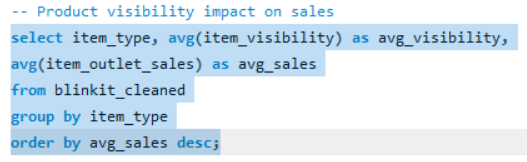 -- Product visibility impact on sales
select item_type, avg(item_visibility) as avg_visibility,
avg(item_outlet_sales) as avg_sales
from blinkit_cleaned
group by item_type
order by avg_sales desc;